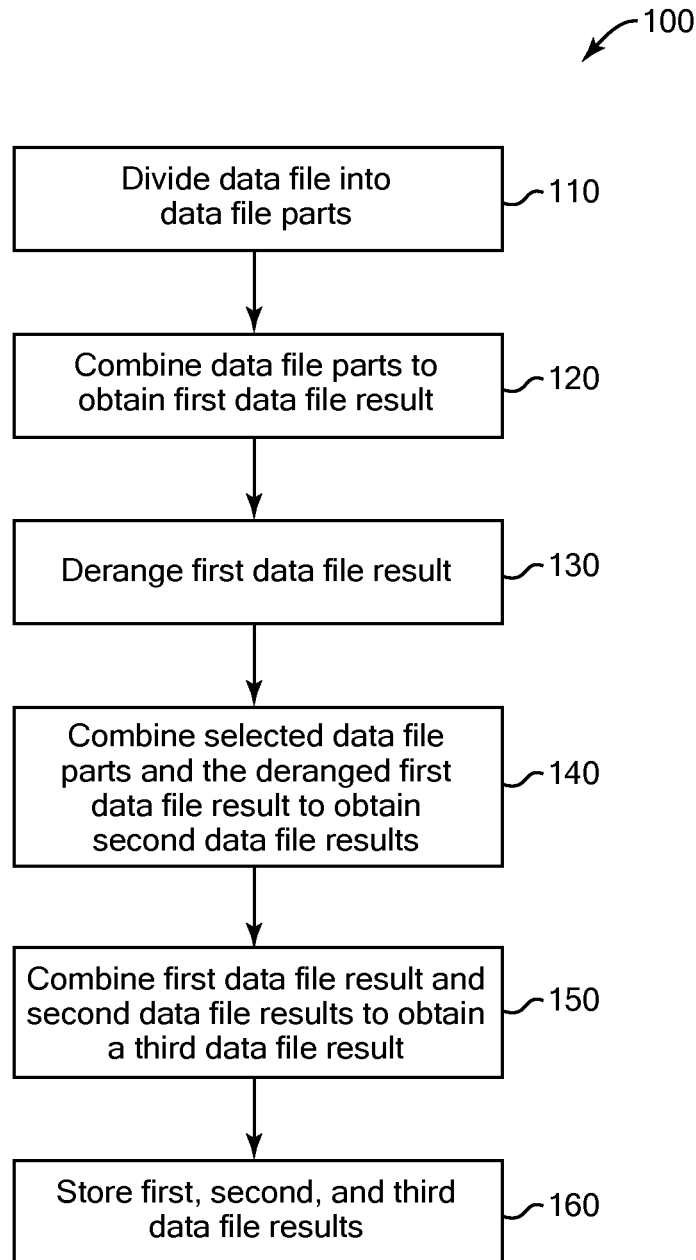 100
Divide data file into
data file parts
110
Combine data file parts to
obtain first data file result
120
Derange first data file result
130
Combine selected data file
parts and the deranged first
data file result to obtain
second data file results
140
Combine first data file result and
second data file results to obtain
a third data file result
150
Store first, second, and third
data file results
160